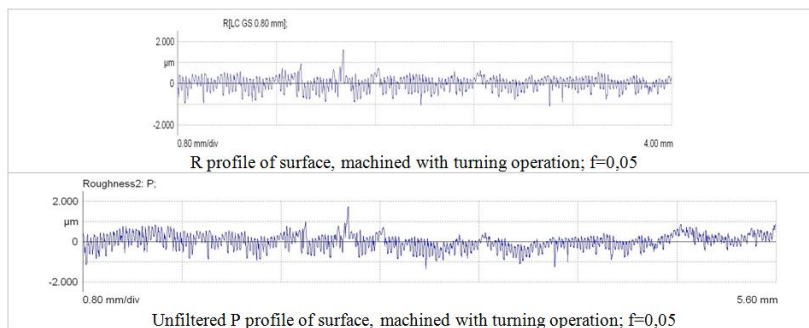 R[LC GS 0.80 mm];
2.000
µm
0
-2.000
0.80 mm/div 4.00 mm
R profile of surface, machined with turning operation; f=0,05
Roughness2: P;
2.000
µm
0
-2.000
0.80 mm/div 5.60 mm
Unfiltered P profile of surface, machined with turning operation; f=0,05